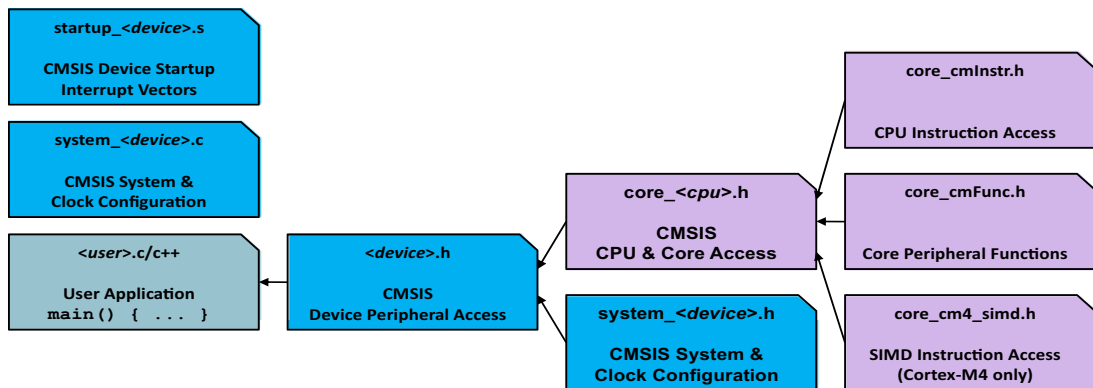 startup_<device>.s
CMSIS Device Startup
Interrupt Vectors
system_<device>.c
CMSIS System &
Clock Configuration
<user>.c/c++
User Application
main() { ... }
<device>.h
CMSIS
Device Peripheral Access
core_<cpu>.h
CMSIS
CPU & Core Access
system_<device>.h
CMSIS System &
Clock Configuration
core_cmInstr.h
CPU Instruction Access
core_cmFunc.h
Core Peripheral Functions
core_cm4_simd.h
SIMD Instruction Access
(Cortex-M4 only)